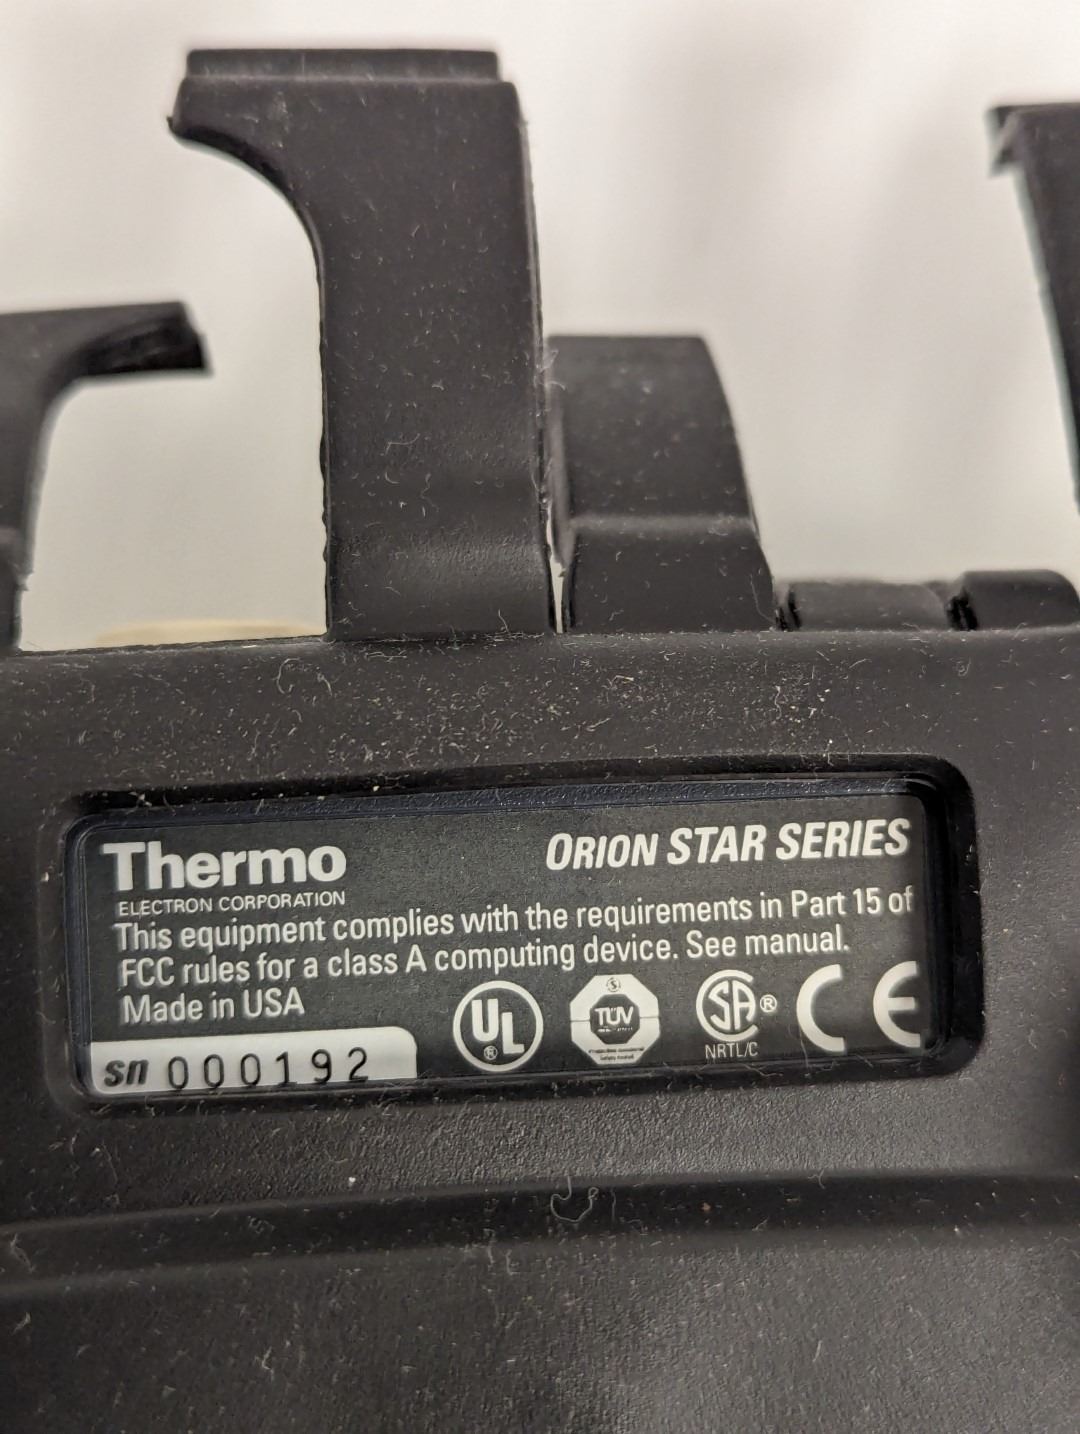 Thermo
ELECTRON CORPORATION
ORION STAR SERIES
This equipment complies with the requirements in Part 15 of
FCC rules for a class A computing device. See manual.
Made in USA
sn 000192
UL
®
S
TÜV
SA ®
NRTL/C
CE